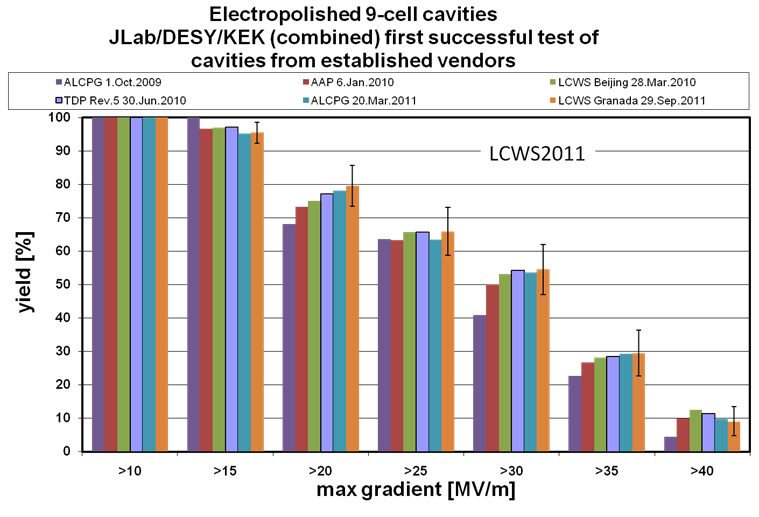 Electropolished 9-cell cavities
JLab/DESY/KEK (combined) first successful test of
cavities from established vendors
ALCPG 1.Oct.2009 AAP 6.Jan.2010 LCWS Beijing 28.Mar.2010
TDP Rev.5 30.Jun.2010 ALCPG 20.Mar.2011 LCWS Granada 29.Sep.2011
LCWS2011
yield [%]
100
90
80
70
60
50
40
30
20
10
0
>10 >15 >20 >25 >30 >35 >40
max gradient [MV/m]